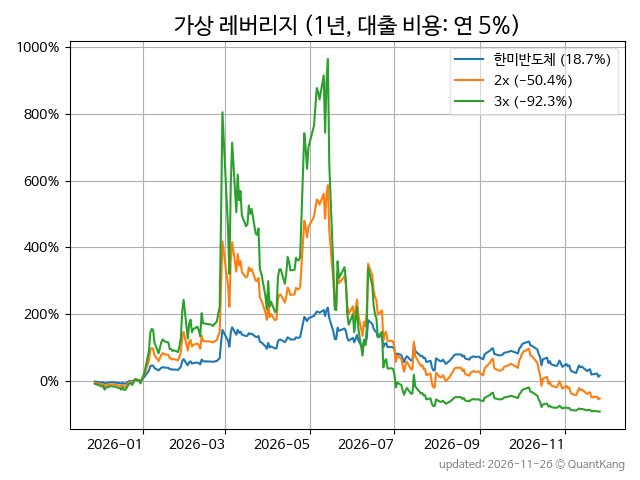 가상 레버리지 (1년, 대출 비용: 연 5%)
1000%
800%
600%
400%
200%
0%
한미반도체 (18.7%)
2x (−50.4%)
3x (−92.3%)
2026-01
2026-03
2026-05
2026-07
2026-09
2026-11
updated: 2026-11-26 © QuantKang